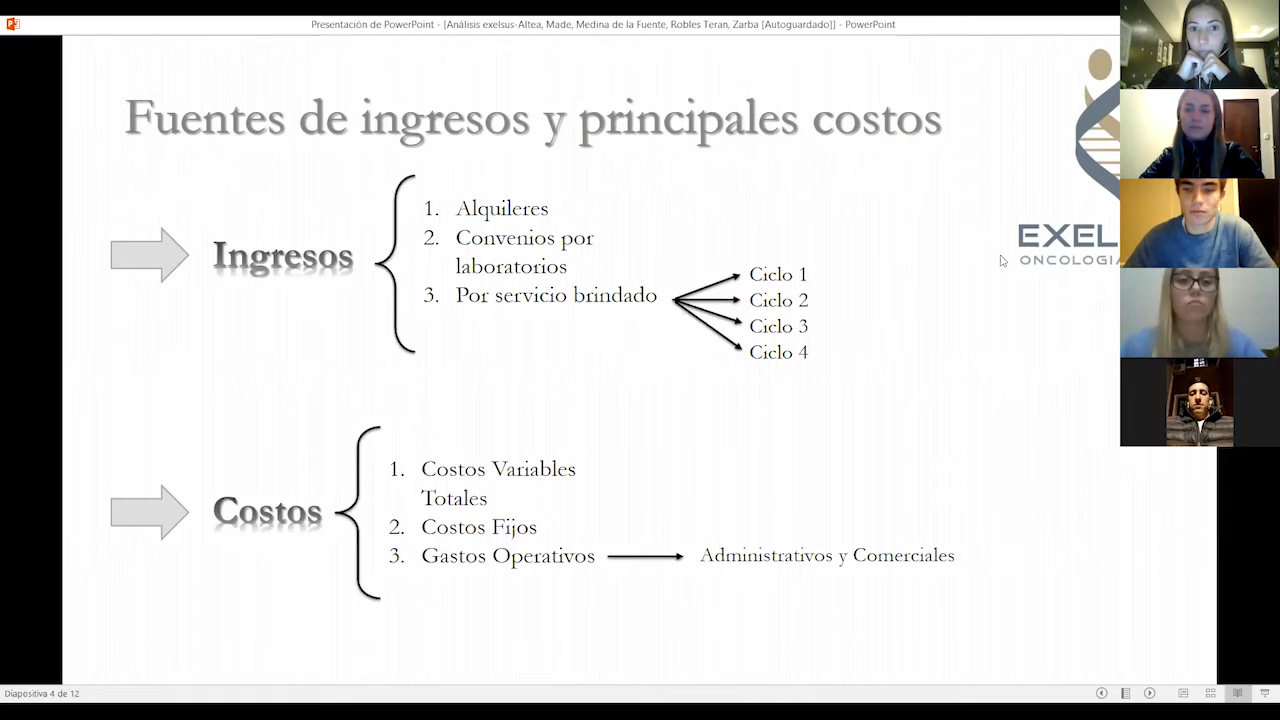 Presentación de PowerPoint - [Análisis exelsus-Altea, Made, Medina de la Fuente, Robles Teran, Zarba [Autoguardado]] - PowerPoint
Fuentes de ingresos y principales costos
Ingresos
1. Alquileres
2. Convenios por
laboratorios
3. Por servicio brindado
Ciclo 1
Ciclo 2
Ciclo 3
Ciclo 4
EXEL
ONCOLOGIA
Costos
1. Costos Variables
Totales
2. Costos Fijos
3. Gastos Operativos
Administrativos y Comerciales
Diapositiva 4 de 12